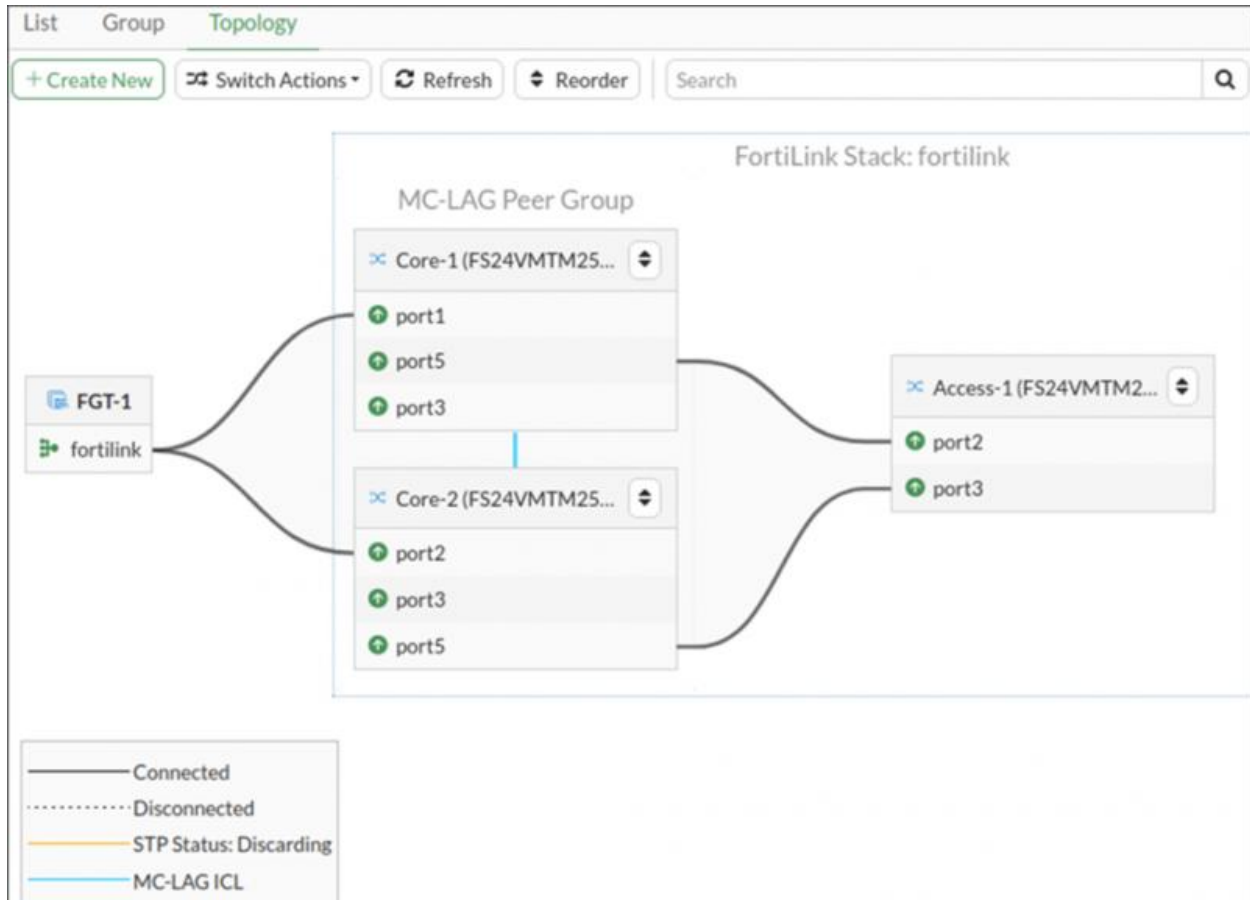 List Group Topology
+ Create New Switch Actions Refresh Reorder Search
FortiLink Stack: fortilink
MC-LAG Peer Group
Core-1 (FS24VMTM25...
port1
port5
port3
FGT-1
fortilink
Core-2 (FS24VMTM25...
port2
port3
port5
Access-1 (FS24VMTM2...
port2
port3
Connected
Disconnected
STP Status: Discarding
MC-LAG ICL